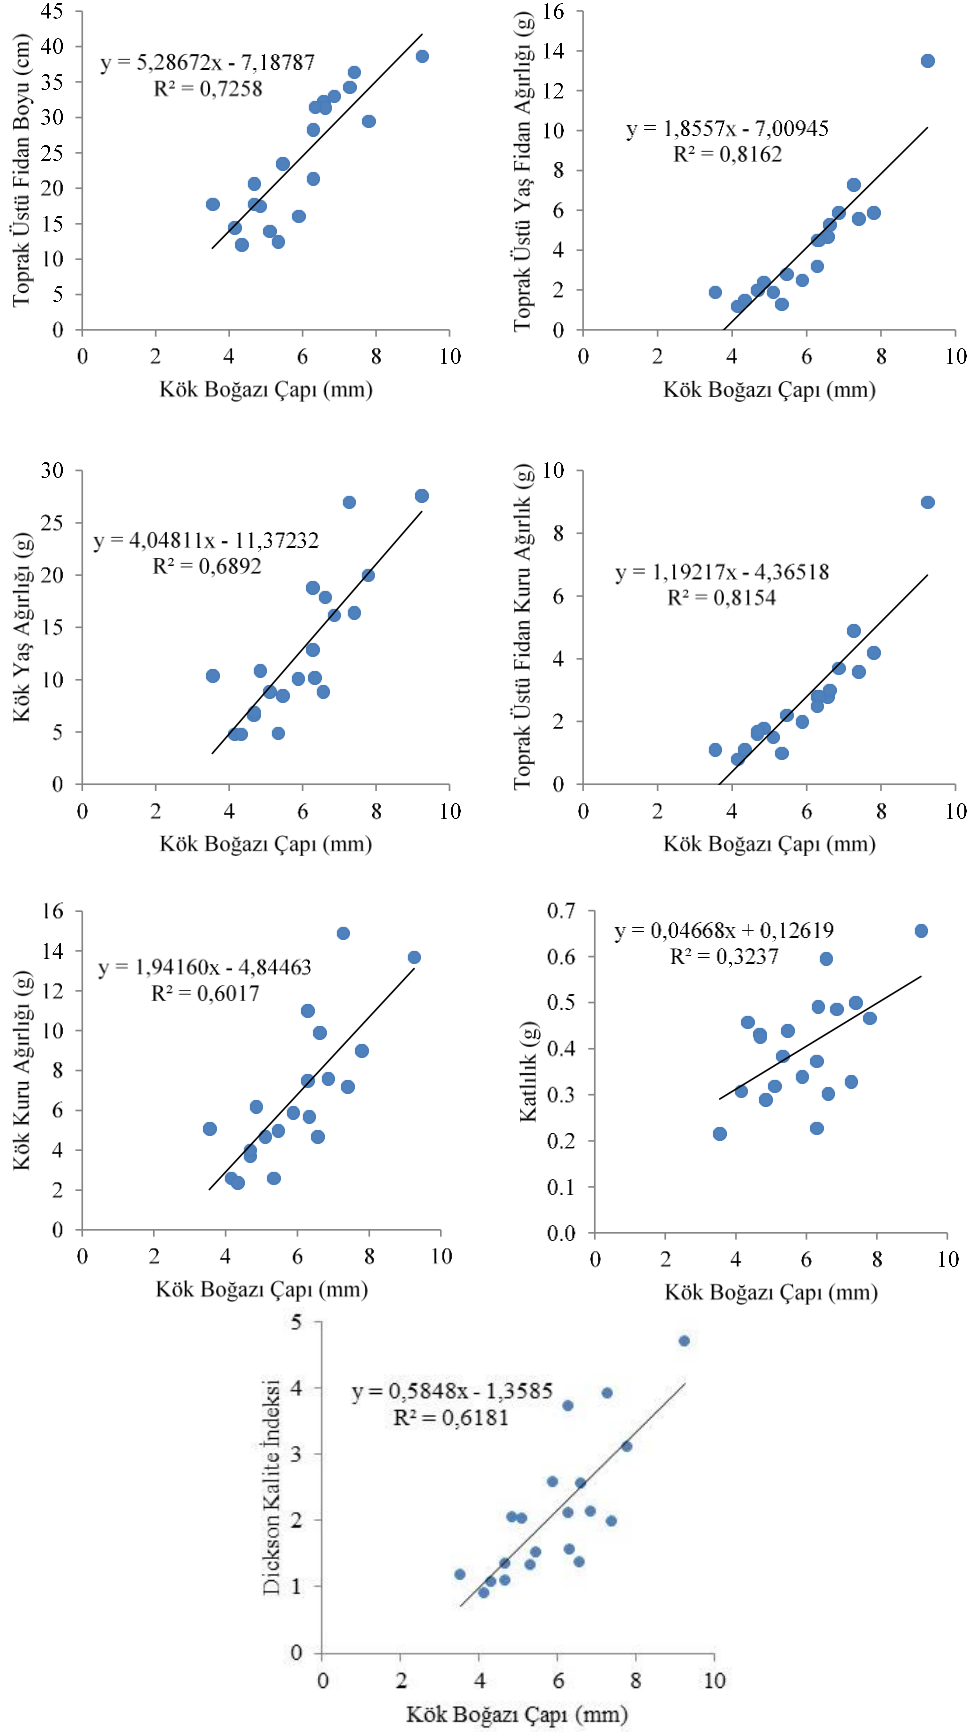 Toprak Üstü Fidan Boyu (cm)
45
40
35
30
25
20
15
10
5
0
y = 5,28672x - 7,18787
R² = 0,7258
0 2 4 6 8 10
Kök Boğazı Çapı (mm)
Toprak Üstü Yaş Fidan Ağırlığı (g)
16
14
12
10
8
6
4
2
0
y = 1,8557x - 7,00945
R² = 0,8162
0 2 4 6 8 10
Kök Boğazı Çapı (mm)
Kök Yaş Ağırlığı (g)
30
25
20
15
10
5
0
y = 4,04811x - 11,37232
R² = 0,6892
0 2 4 6 8 10
Kök Boğazı Çapı (mm)
Toprak Üstü Fidan Kuru Ağırlık (g)
10
8
6
4
2
0
y = 1,19217x - 4,36518
R² = 0,8154
0 2 4 6 8 10
Kök Boğazı Çapı (mm)
Kök Kuru Ağırlığı (g)
16
14
12
10
8
6
4
2
0
y = 1,94160x - 4,84463
R² = 0,6017
0 2 4 6 8 10
Kök Boğazı Çapı (mm)
Katlılık (g)
0.7
0.6
0.5
0.4
0.3
0.2
0.1
0.0
y = 0,04668x + 0,12619
R² = 0,3237
0 2 4 6 8 10
Kök Boğazı Çapı (mm)
Dickson Kalite İndeksi
5
4
3
2
1
0
y = 0,5848x - 1,3585
R² = 0,6181
0 2 4 6 8 10
Kök Boğazı Çapı (mm)